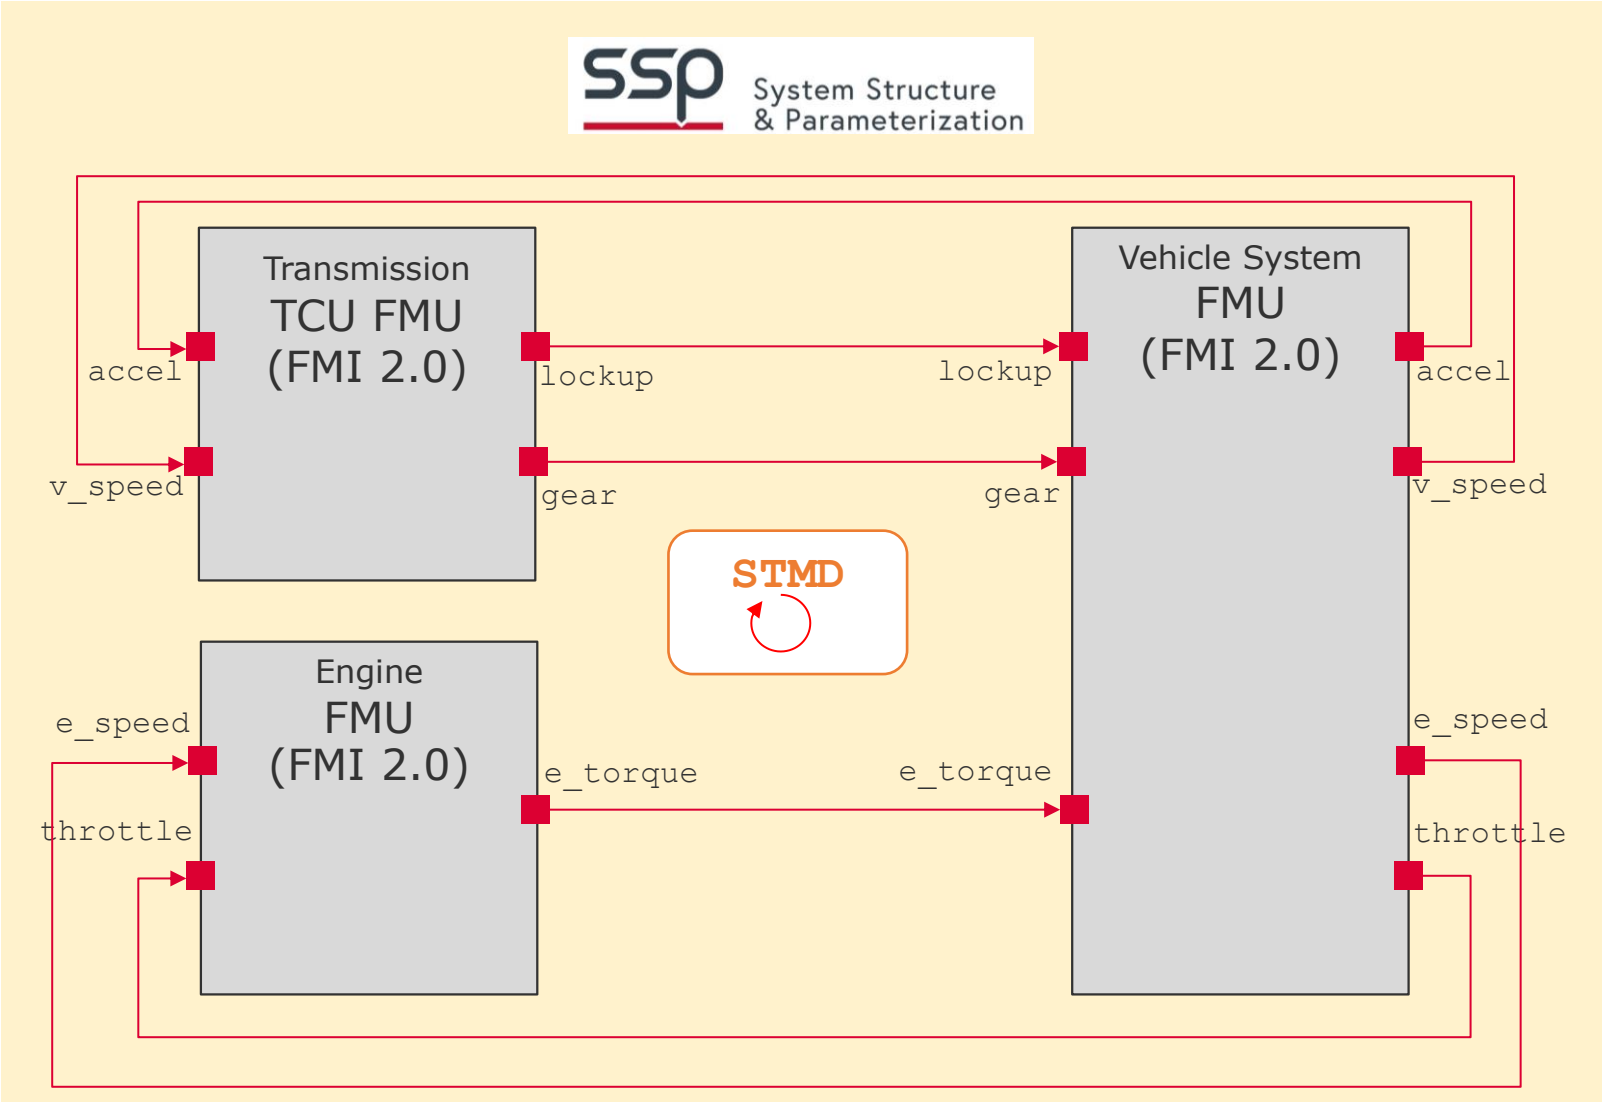 ssp
System Structure
& Parameterization
Transmission
TCU FMU
(FMI 2.0)
accel
v_speed
lockup
gear
Vehicle System
FMU
(FMI 2.0)
lockup
gear
accel
v_speed
STMD
Engine
FMU
(FMI 2.0)
e_speed
throttle
e_torque
e_torque
e_speed
throttle